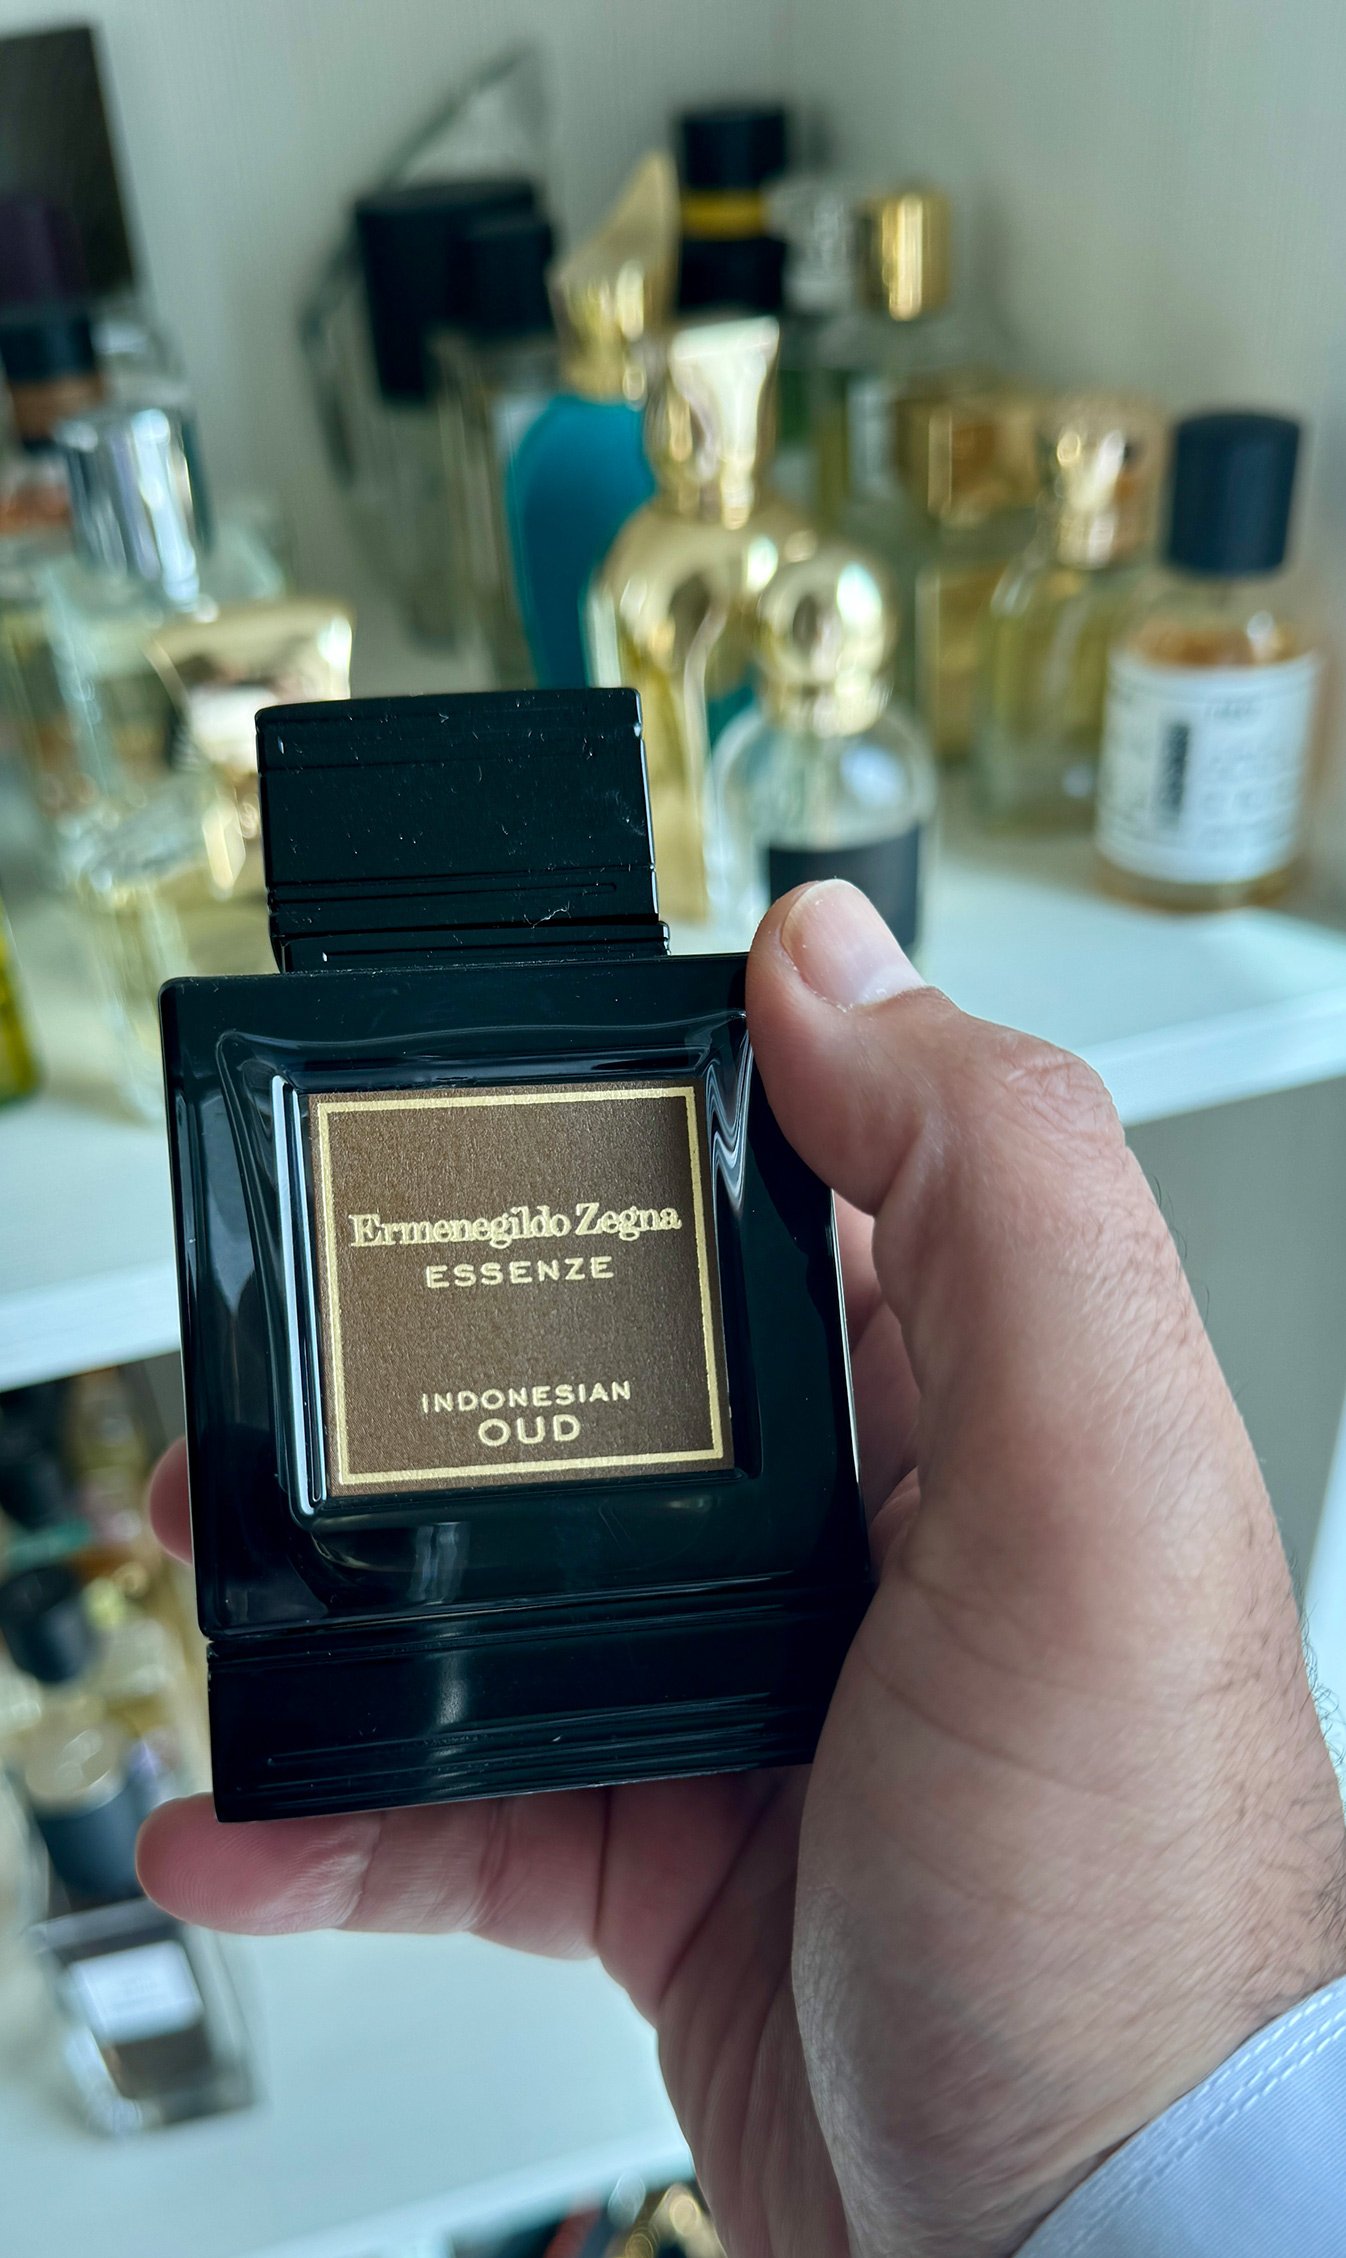 Ermenegildo Zegna
ESSENZE
INDONESIAN
OUD